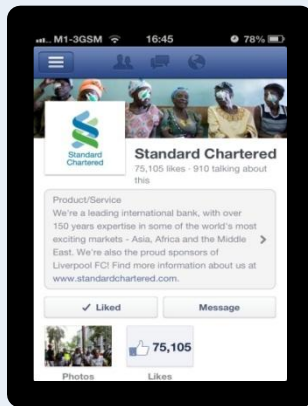 M1-3GSM 16:45 78%
Standard
Chartered
Standard Chartered
75,105 likes · 910 talking about
this
Product/Service
We're a leading international bank, with over
150 years expertise in some of the world's most
exciting markets - Asia, Africa and the Middle
East. We're also the proud sponsors of
Liverpool FC! Find more information about us at
www.standardchartered.com.
Liked Message
75,105
Photos Likes